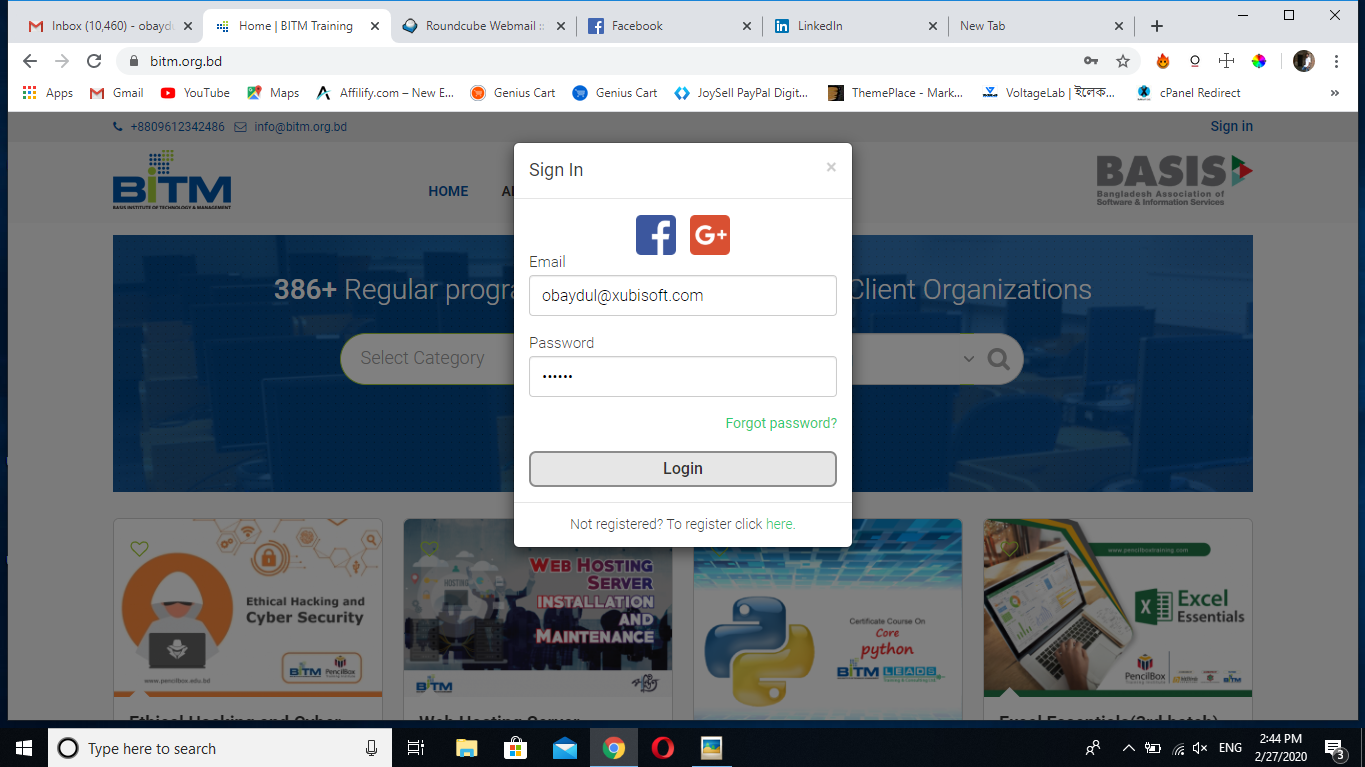 Inbox (10,460) - obaydu
Home | BITM Training
Roundcube Webmail ::
Facebook
LinkedIn
New Tab
bitm.org.bd
Apps
Gmail
YouTube
Maps
Affilify.com – New E...
Genius Cart
Genius Cart
JoySell PayPal Digit...
ThemePlace - Mark...
VoltageLab | ইলেক...
cPanel Redirect
»
+8809612342486
info@bitm.org.bd
Sign in
BITM
BASIS INSTITUTE OF TECHNOLOGY & MANAGEMENT
HOME
BASIS
Bangladesh Association of
Software & Information Services
Sign In
×
Email
obaydul@xubisoft.com
Password
••••••
Forgot password?
Login
Not registered? To register click here.
386+ Regular progra
Client Organizations
Select Category
Ethical Hacking and
Cyber Security
BITM PencilBox
www.pencilbox.edu.bd
HOSTING
WEB HOSTING
SERVER
INSTALLATION
AND
MAINTENANCE
BITM
Certificate Course On
Core
python
BITM LEADS
www.pencilboxtraining.com
Excel
Essentials
PencilBox
BITM
Ethical Hacking and Cyber
Web Hosting Server
Excel Essentials (3rd batch)
Type here to search
ENG
2:44 PM
2/27/2020
3